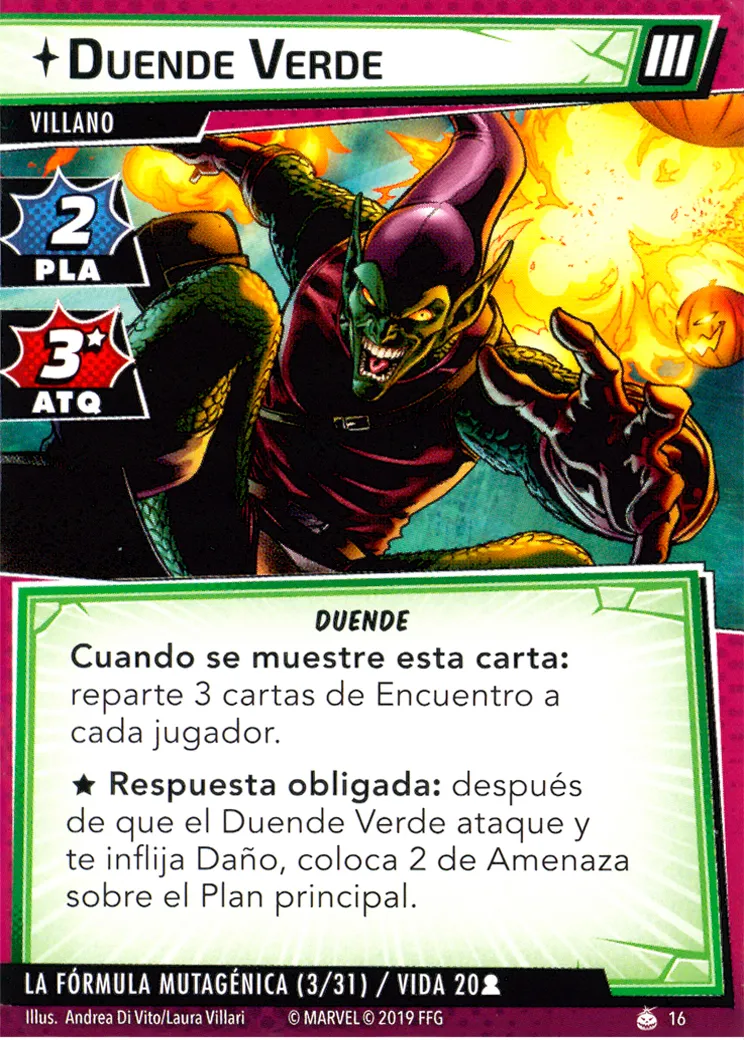 DUENDE VERDE
III
VILLANO
2
PLA
3★
ATQ
DUENDE
Cuando se muestre esta carta:
reparte 3 cartas de Encuentro a
cada jugador.
★ Respuesta obligada: después
de que el Duende Verde ataque y
te inflija Daño, coloca 2 de Amenaza
sobre el Plan principal.
LA FÓRMULA MUTAGÉNICA (3/31) / VIDA 20
Illus. Andrea Di Vito/Laura Villari © MARVEL © 2019 FFG 16